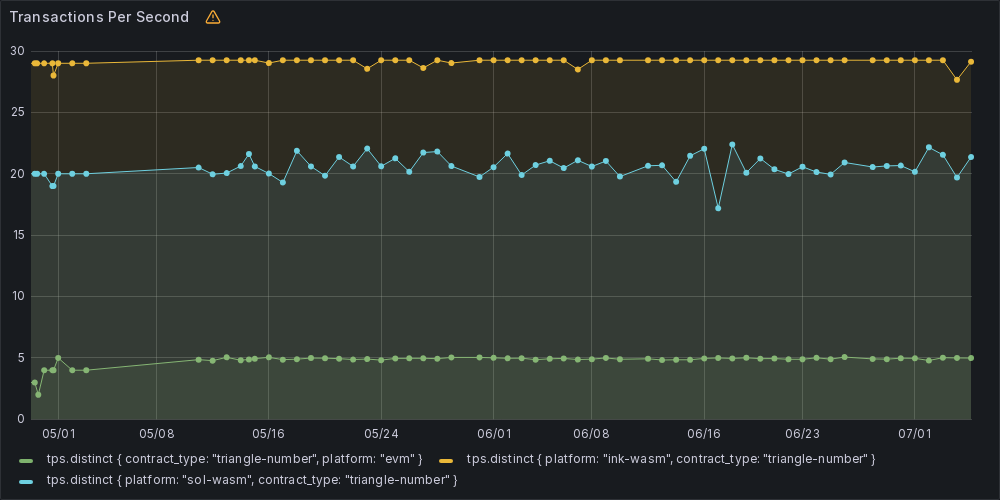 Transactions Per Second
30
25
20
15
10
5
0
05/01 05/08 05/16 05/24 06/01 06/08 06/16 06/23 07/01
tps.distinct { contract_type: "triangle-number", platform: "evm" } tps.distinct { platform: "ink-wasm", contract_type: "triangle-number" }
tps.distinct { platform: "sol-wasm", contract_type: "triangle-number" }